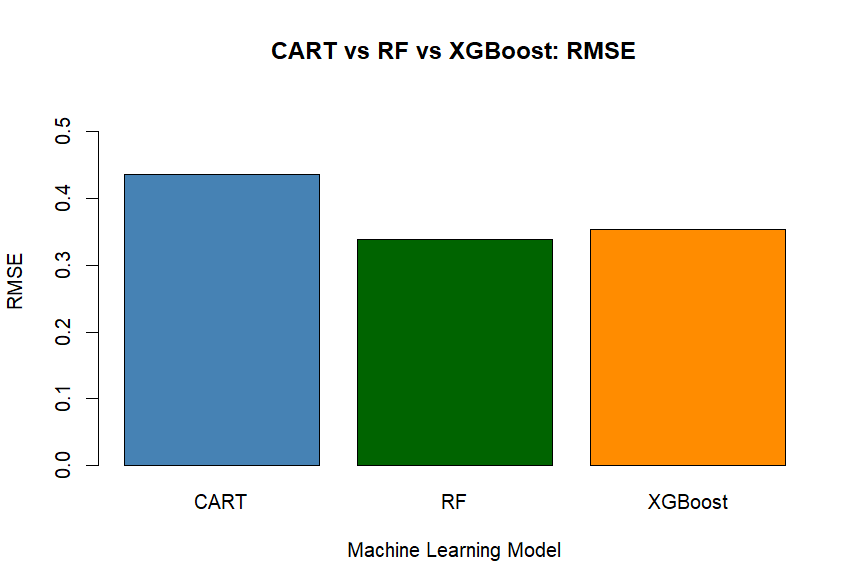 CART vs RF vs XGBoost: RMSE
0.5
0.4
0.3
0.2
0.1
0.0
RMSE
CART RF XGBoost
Machine Learning Model